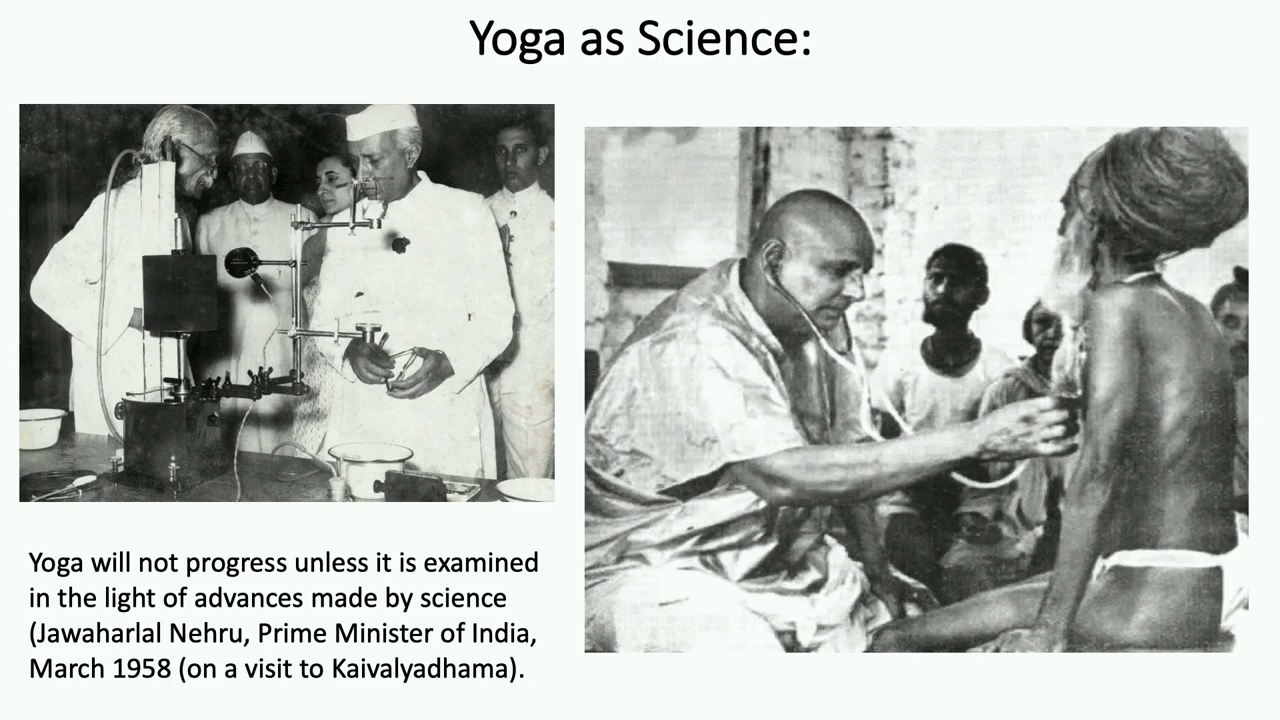 Yoga as Science:
Yoga will not progress unless it is examined
in the light of advances made by science
(Jawaharlal Nehru, Prime Minister of India,
March 1958 (on a visit to Kaivalyadhama).